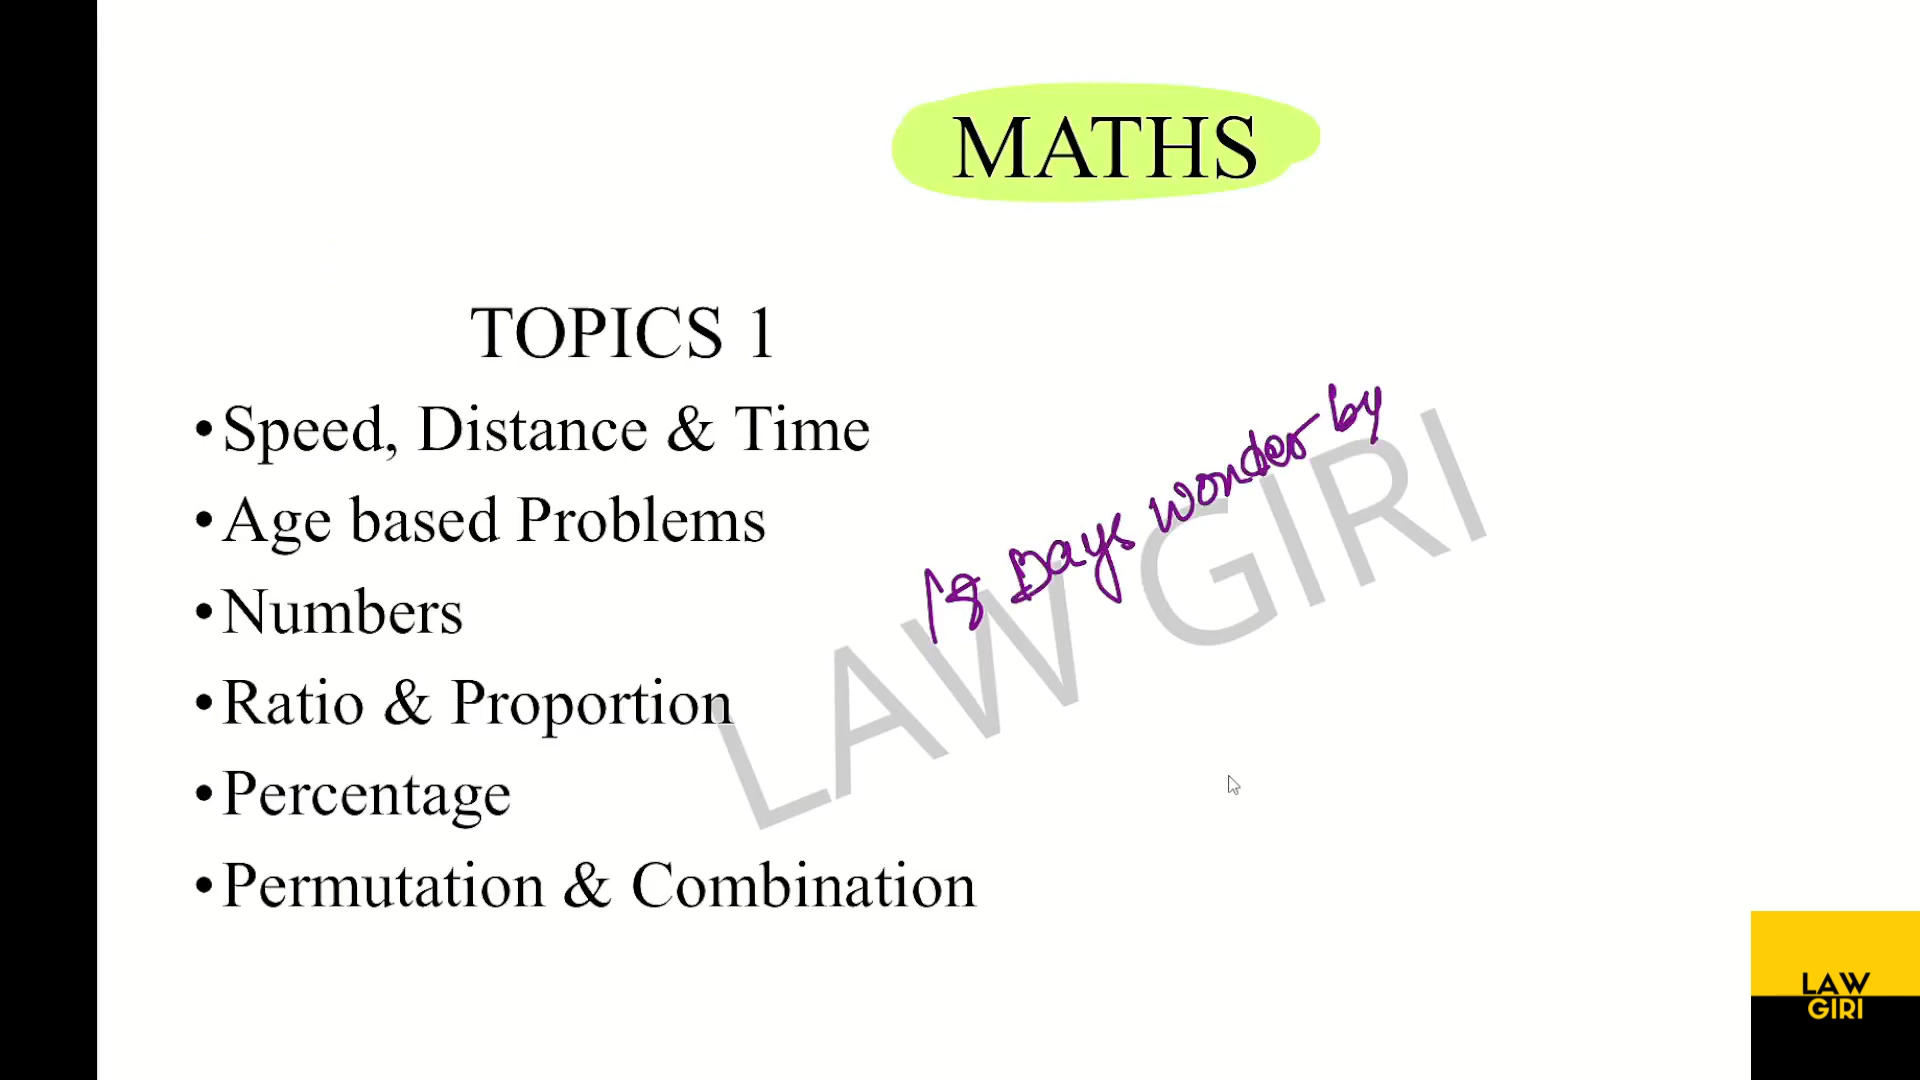 MATHS
TOPICS 1
•Speed, Distance & Time
•Age based Problems
•Numbers
•Ratio & Proportion
•Percentage
•Permutation & Combination
18 Days wonder by
LAW GIRI
LAW
GIRI